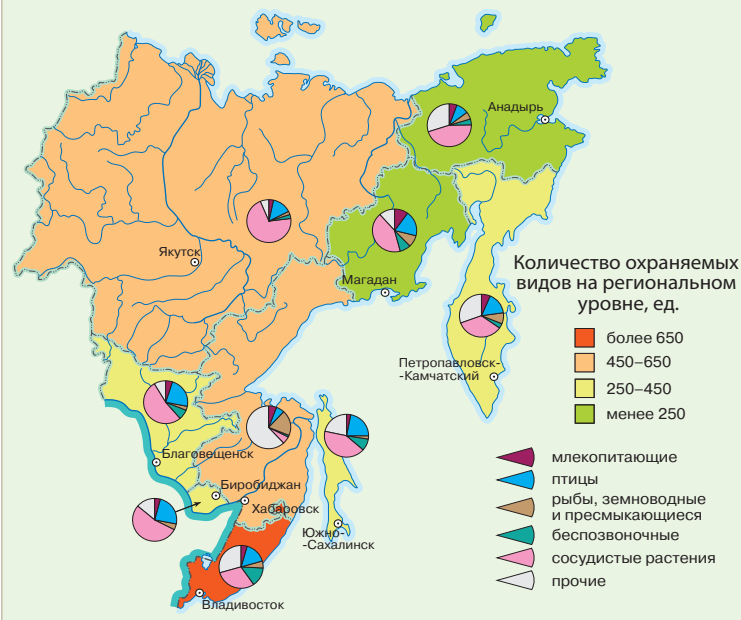 Анадырь
Якутск
Магадан
Количество охраняемых
видов на региональном
уровне, ед.
более 650
450–650
250–450
менее 250
Петропавловск-
-Камчатский
Благовещенск
Биробиджан
Хабаровск
Южно-
-Сахалинск
Владивосток
млекопитающие
птицы
рыбы, земноводные
и пресмыкающиеся
беспозвоночные
сосудистые растения
прочие